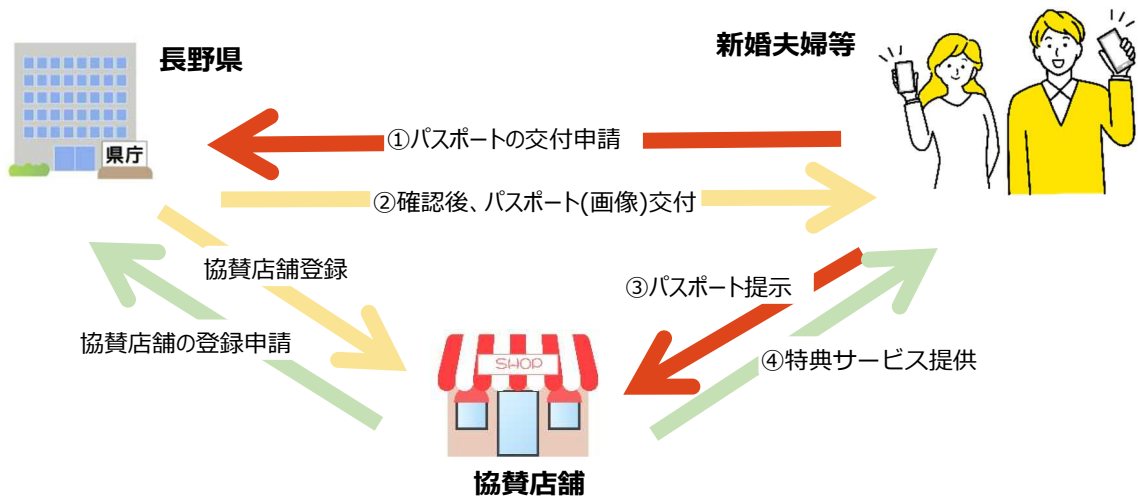 長野県
新婚夫婦等
県庁
①パスポートの交付申請
②確認後、パスポート(画像)交付
協賛店舗登録
③パスポート提示
協賛店舗の登録申請
SHOP
④特典サービス提供
協賛店舗